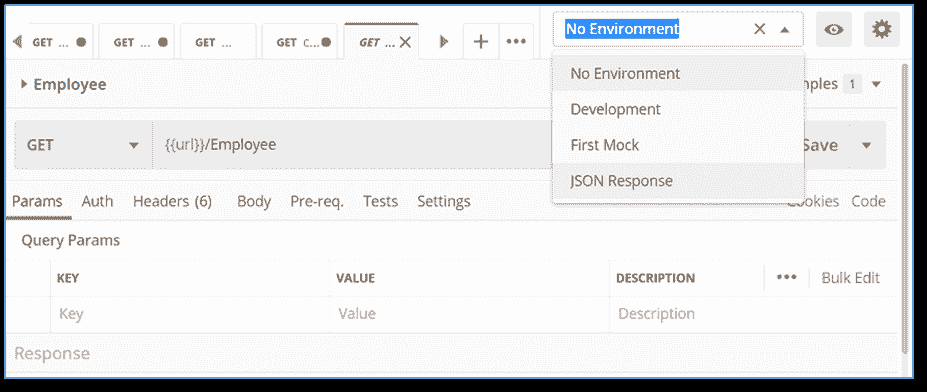 GET ... GET ... GET ... GET C... GET ... No Environment
Employee
No Environment
ples 1
Development
GET {{url}}/Employee
First Mock
Save
JSON Response
Params Auth Headers (6) Body Pre-req. Tests Settings Cookies Code
Query Params
KEY VALUE DESCRIPTION ... Bulk Edit
Key Value Description
Response